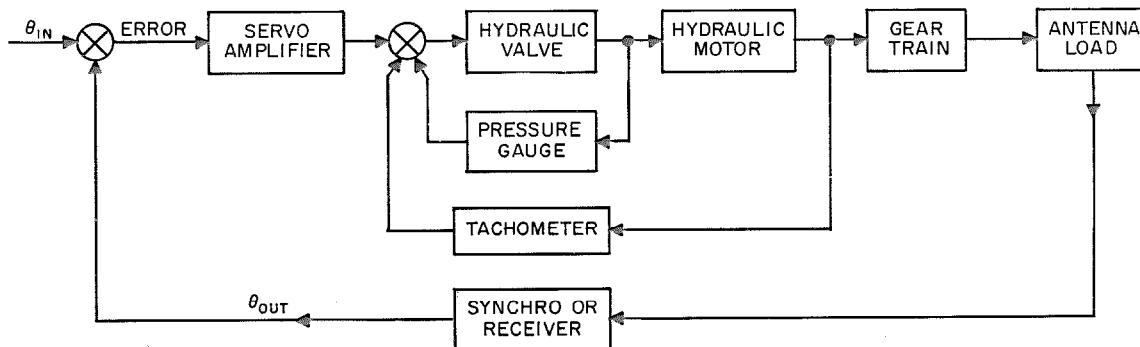 θIN
ERROR
SERVO
AMPLIFIER
HYDRAULIC
VALVE
HYDRAULIC
MOTOR
GEAR
TRAIN
ANTENNA
LOAD
PRESSURE
GAUGE
TACHOMETER
θOUT
SYNCHRO OR
RECEIVER